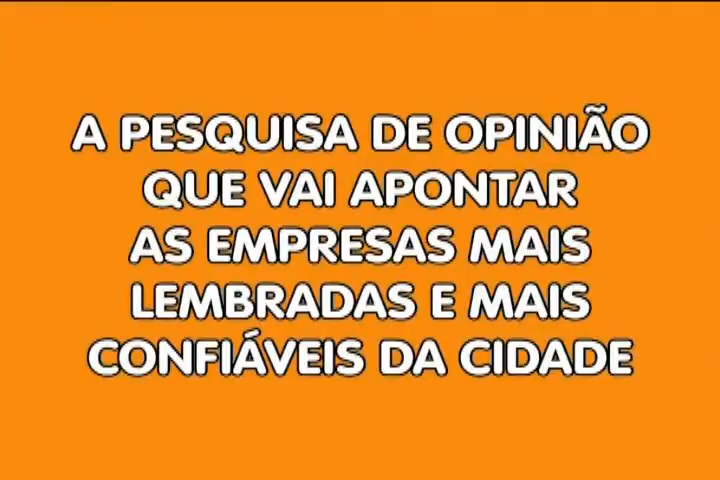 A PESQUISA DE OPINIÃO
QUE VAI APONTAR
AS EMPRESAS MAIS
LEMBRADAS E MAIS
CONFIÁVEIS DA CIDADE